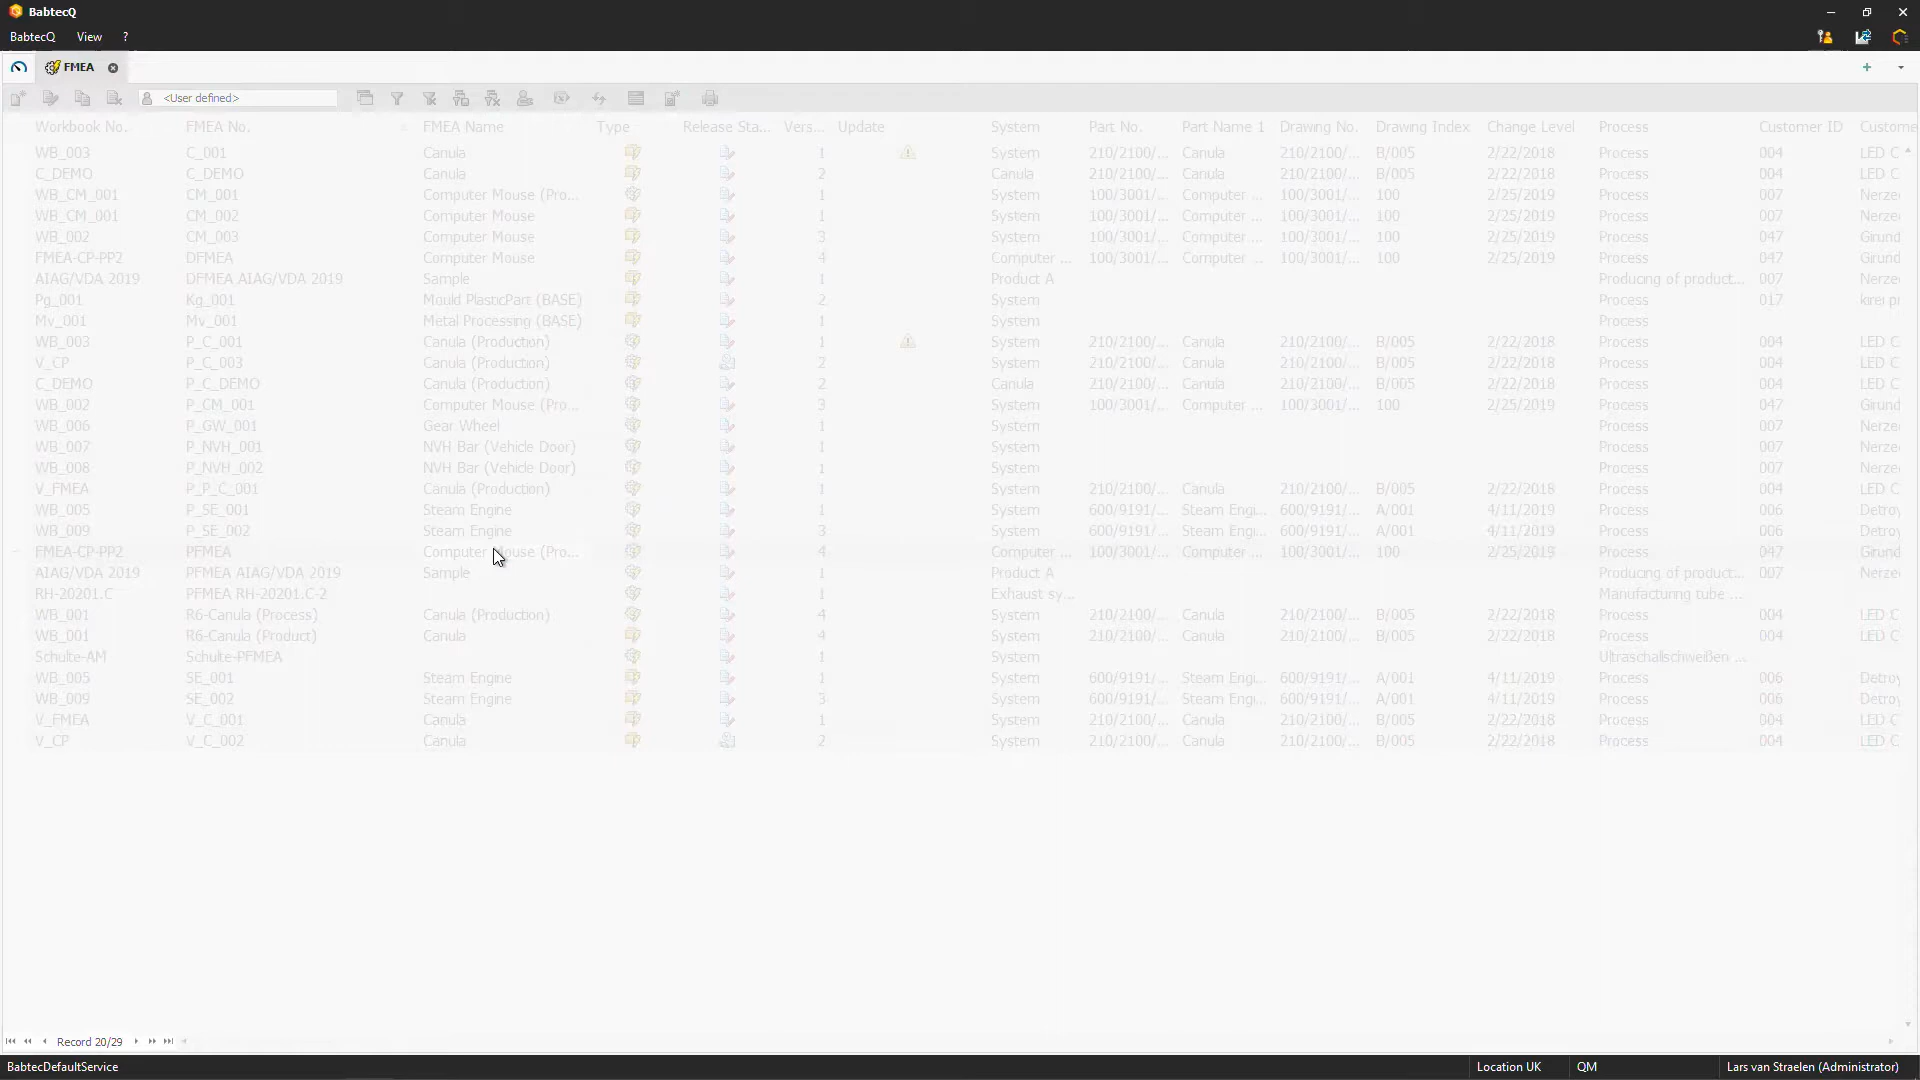 BabtecQ
BabtecQ View ?
FMEA
<User defined>
Workbook No. FMEA No. FMEA Name Type Release Sta... Vers... Update System Part No. Part Name 1 Drawing No. Drawing Index Change Level Process Customer ID Custome
WB_003 C_001 Canula 1 System 210/2100/... Canula 210/2100/... B/005 2/22/2018 Process 004 LED C
C_DEMO C_DEMO Canula 2 Canula 210/2100/... Canula 210/2100/... B/005 2/22/2018 Process 004 LED C
WB_CM_001 CM_001 Computer Mouse (Pro... 1 System 100/3001/... Computer ... 100/3001/... 100 2/25/2019 Process 007 Nerze
WB_CM_001 CM_002 Computer Mouse 1 System 100/3001/... Computer ... 100/3001/... 100 2/25/2019 Process 007 Nerze
WB_002 CM_003 Computer Mouse 3 System 100/3001/... Computer ... 100/3001/... 100 2/25/2019 Process 047 Girund
FMEA-CP-PP2 DFMEA Computer Mouse 4 Computer ... 100/3001/... Computer ... 100/3001/... 100 2/25/2019 Process 047 Girund
AIAG/VDA 2019 DFMEA AIAG/VDA 2019 Sample 1 Product A Producing of product... 007 Nerze
Pg_001 Kg_001 Mould PlasticPart (BASE) 2 System Process 017 kirei pr
Mv_001 Mv_001 Metal Processing (BASE) 1 System Process
WB_003 P_C_001 Canula (Production) 1 System 210/2100/... Canula 210/2100/... B/005 2/22/2018 Process 004 LED C
V_CP P_C_003 Canula (Production) 2 System 210/2100/... Canula 210/2100/... B/005 2/22/2018 Process 004 LED C
C_DEMO P_C_DEMO Canula (Production) 2 Canula 210/2100/... Canula 210/2100/... B/005 2/22/2018 Process 004 LED C
WB_002 P_CM_001 Computer Mouse (Pro... 3 System 100/3001/... Computer ... 100/3001/... 100 2/25/2019 Process 047 Girund
WB_006 P_GW_001 Gear Wheel 1 System Process 007 Nerze
WB_007 P_NVH_001 NVH Bar (Vehicle Door) 1 System Process 007 Nerze
WB_008 P_NVH_002 NVH Bar (Vehicle Door) 1 System Process 007 Nerze
V_FMEA P_P_C_001 Canula (Production) 1 System 210/2100/... Canula 210/2100/... B/005 2/22/2018 Process 004 LED C
WB_005 P_SE_001 Steam Engine 1 System 600/9191/... Steam Engi... 600/9191/... A/001 4/11/2019 Process 006 Detroy
WB_009 P_SE_002 Steam Engine 3 System 600/9191/... Steam Engi... 600/9191/... A/001 4/11/2019 Process 006 Detroy
FMEA-CP-PP2 PFMEA Computer Mouse (Pro... 4 Computer ... 100/3001/... Computer ... 100/3001/... 100 2/25/2019 Process 047 Girund
AIAG/VDA 2019 PFMEA AIAG/VDA 2019 Sample 1 Product A Producing of product... 007 Nerze
RH-20201.C PFMEA RH-20201.C-2 1 Exhaust sy... Manufacturing tube ...
WB_001 R6-Canula (Process) Canula (Production) 4 System 210/2100/... Canula 210/2100/... B/005 2/22/2018 Process 004 LED C
WB_001 R6-Canula (Product) Canula 4 System 210/2100/... Canula 210/2100/... B/005 2/22/2018 Process 004 LED C
Schulte-AM Schulte-PFMEA 1 System Ultraschallschweißen ...
WB_005 SE_001 Steam Engine 1 System 600/9191/... Steam Engi... 600/9191/... A/001 4/11/2019 Process 006 Detroy
WB_009 SE_002 Steam Engine 3 System 600/9191/... Steam Engi... 600/9191/... A/001 4/11/2019 Process 006 Detroy
V_FMEA V_C_001 Canula 1 System 210/2100/... Canula 210/2100/... B/005 2/22/2018 Process 004 LED C
V_CP V_C_002 Canula 2 System 210/2100/... Canula 210/2100/... B/005 2/22/2018 Process 004 LED C
Record 20/29
BabtecDefaultService Location UK QM Lars van Straelen (Administrator)